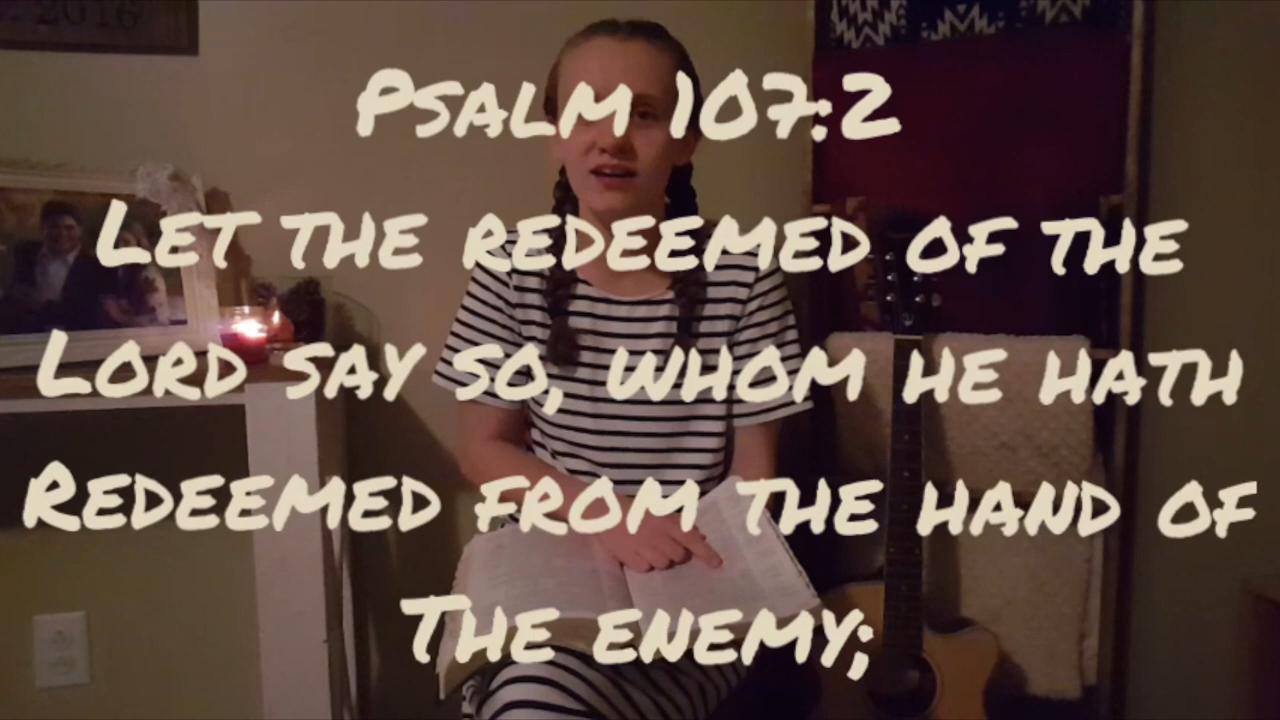 2016
Psalm 107:2
Let the redeemed of the
Lord say so, whom he hath
Redeemed from the hand of
The enemy;